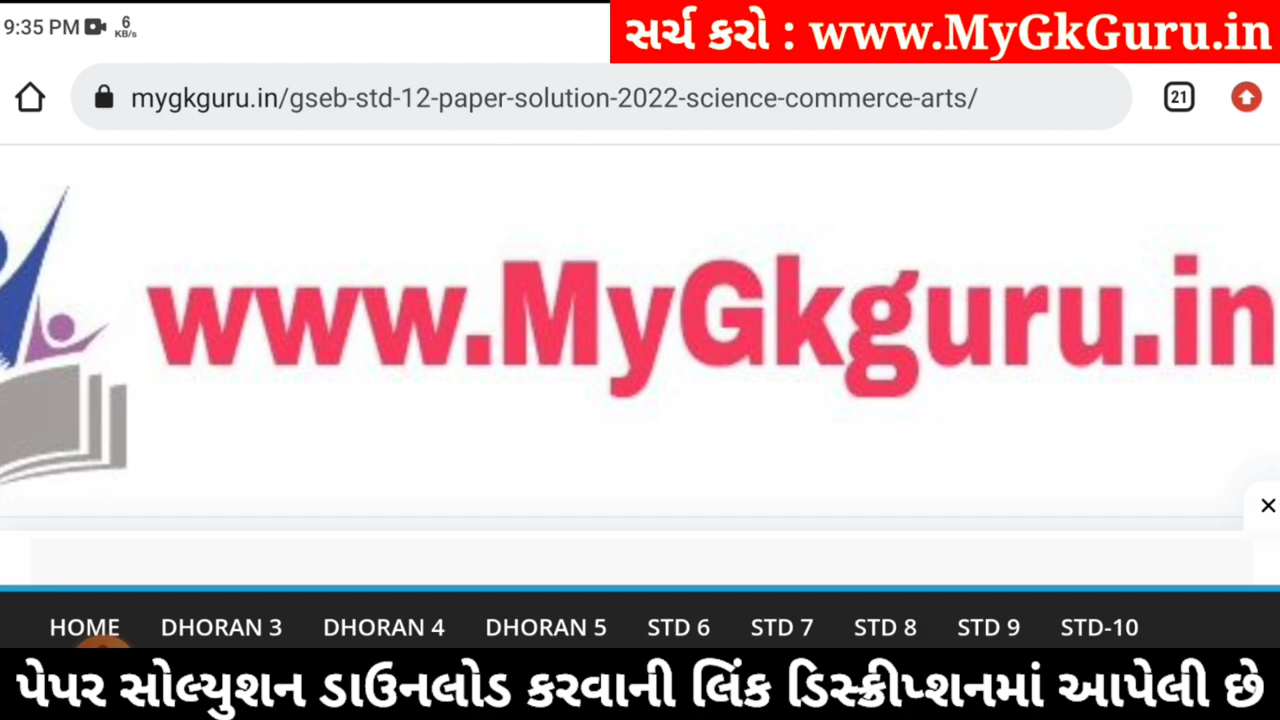 9:35 PM 6 KB/s
સર્ચ કરો : www.MyGkGuru.in
mygkguru.in/gseb-std-12-paper-solution-2022-science-commerce-arts/
21
www.MyGkguru.in
HOME DHORAN 3 DHORAN 4 DHORAN 5 STD 6 STD 7 STD 8 STD 9 STD-10
પેપર સોલ્યુશન ડાઉનલોડ કરવાની લિંક ડિસ્ક્રીપ્શનમાં આપેલી છે